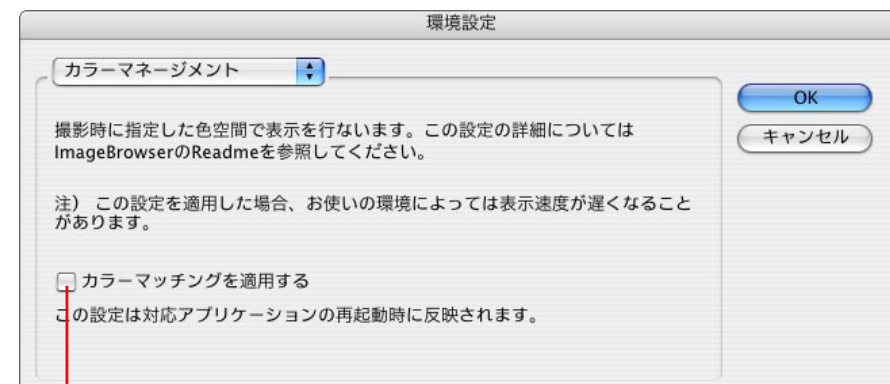 環境設定
カラーマネージメント
OK
キャンセル
撮影時に指定した色空間で表示を行ないます。この設定の詳細については
ImageBrowserのReadmeを参照してください。
注） この設定を適用した場合、お使いの環境によっては表示速度が遅くなること
があります。
カラーマッチングを適用する
この設定は対応アプリケーションの再起動時に反映されます。